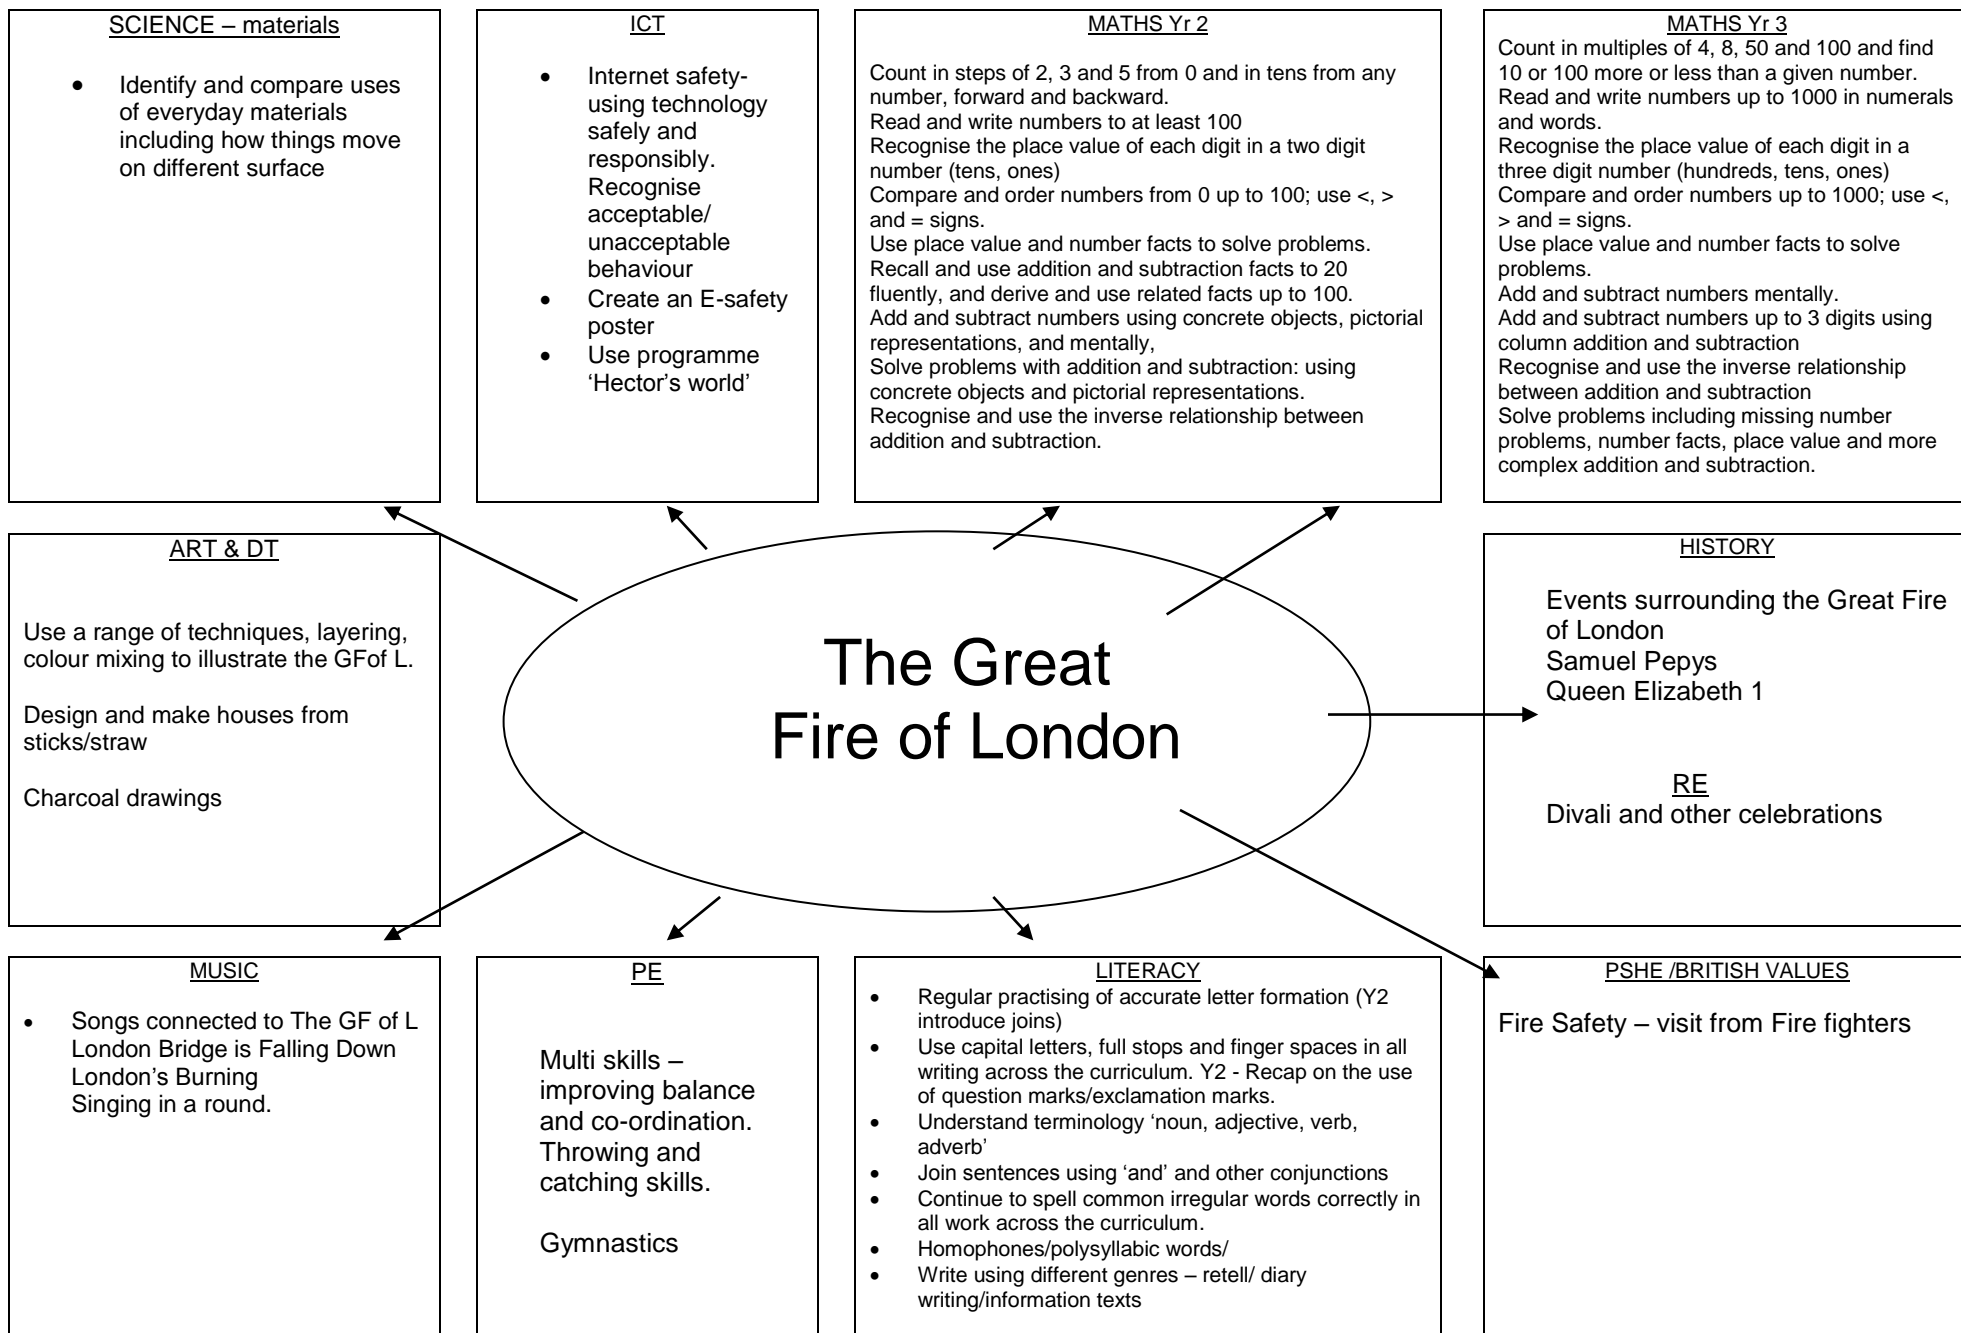 SCIENCE – materials
• Identify and compare uses
of everyday materials
including how things move
on different surface
ICT
• Internet safety-
using technology
safely and
responsibly.
Recognise
acceptable/
unacceptable
behaviour
• Create an E-safety
poster
• Use programme
‘Hector’s world’
MATHS Yr 2
Count in steps of 2, 3 and 5 from 0 and in tens from any
number, forward and backward.
Read and write numbers to at least 100
Recognise the place value of each digit in a two digit
number (tens, ones)
Compare and order numbers from 0 up to 100; use <, >
and = signs.
Use place value and number facts to solve problems.
Recall and use addition and subtraction facts to 20
fluently, and derive and use related facts up to 100.
Add and subtract numbers using concrete objects, pictorial
representations, and mentally,
Solve problems with addition and subtraction: using
concrete objects and pictorial representations.
Recognise and use the inverse relationship between
addition and subtraction.
MATHS Yr 3
Count in multiples of 4, 8, 50 and 100 and find
10 or 100 more or less than a given number.
Read and write numbers up to 1000 in numerals
and words.
Recognise the place value of each digit in a
three digit number (hundreds, tens, ones)
Compare and order numbers up to 1000; use <,
> and = signs.
Use place value and number facts to solve
problems.
Add and subtract numbers mentally.
Add and subtract numbers up to 3 digits using
column addition and subtraction
Recognise and use the inverse relationship
between addition and subtraction
Solve problems including missing number
problems, number facts, place value and more
complex addition and subtraction.
ART & DT
Use a range of techniques, layering,
colour mixing to illustrate the GFof L.
Design and make houses from
sticks/straw
Charcoal drawings
The Great
Fire of London
HISTORY
Events surrounding the Great Fire
of London
Samuel Pepys
Queen Elizabeth 1
RE
Divali and other celebrations
MUSIC
• Songs connected to The GF of L
London Bridge is Falling Down
London’s Burning
Singing in a round.
PE
Multi skills –
improving balance
and co-ordination.
Throwing and
catching skills.
Gymnastics
LITERACY
• Regular practising of accurate letter formation (Y2
introduce joins)
• Use capital letters, full stops and finger spaces in all
writing across the curriculum. Y2 - Recap on the use
of question marks/exclamation marks.
• Understand terminology ‘noun, adjective, verb,
adverb’
• Join sentences using ‘and’ and other conjunctions
• Continue to spell common irregular words correctly in
all work across the curriculum.
• Homophones/polysyllabic words/
• Write using different genres – retell/ diary
writing/information texts
PSHE /BRITISH VALUES
Fire Safety – visit from Fire fighters